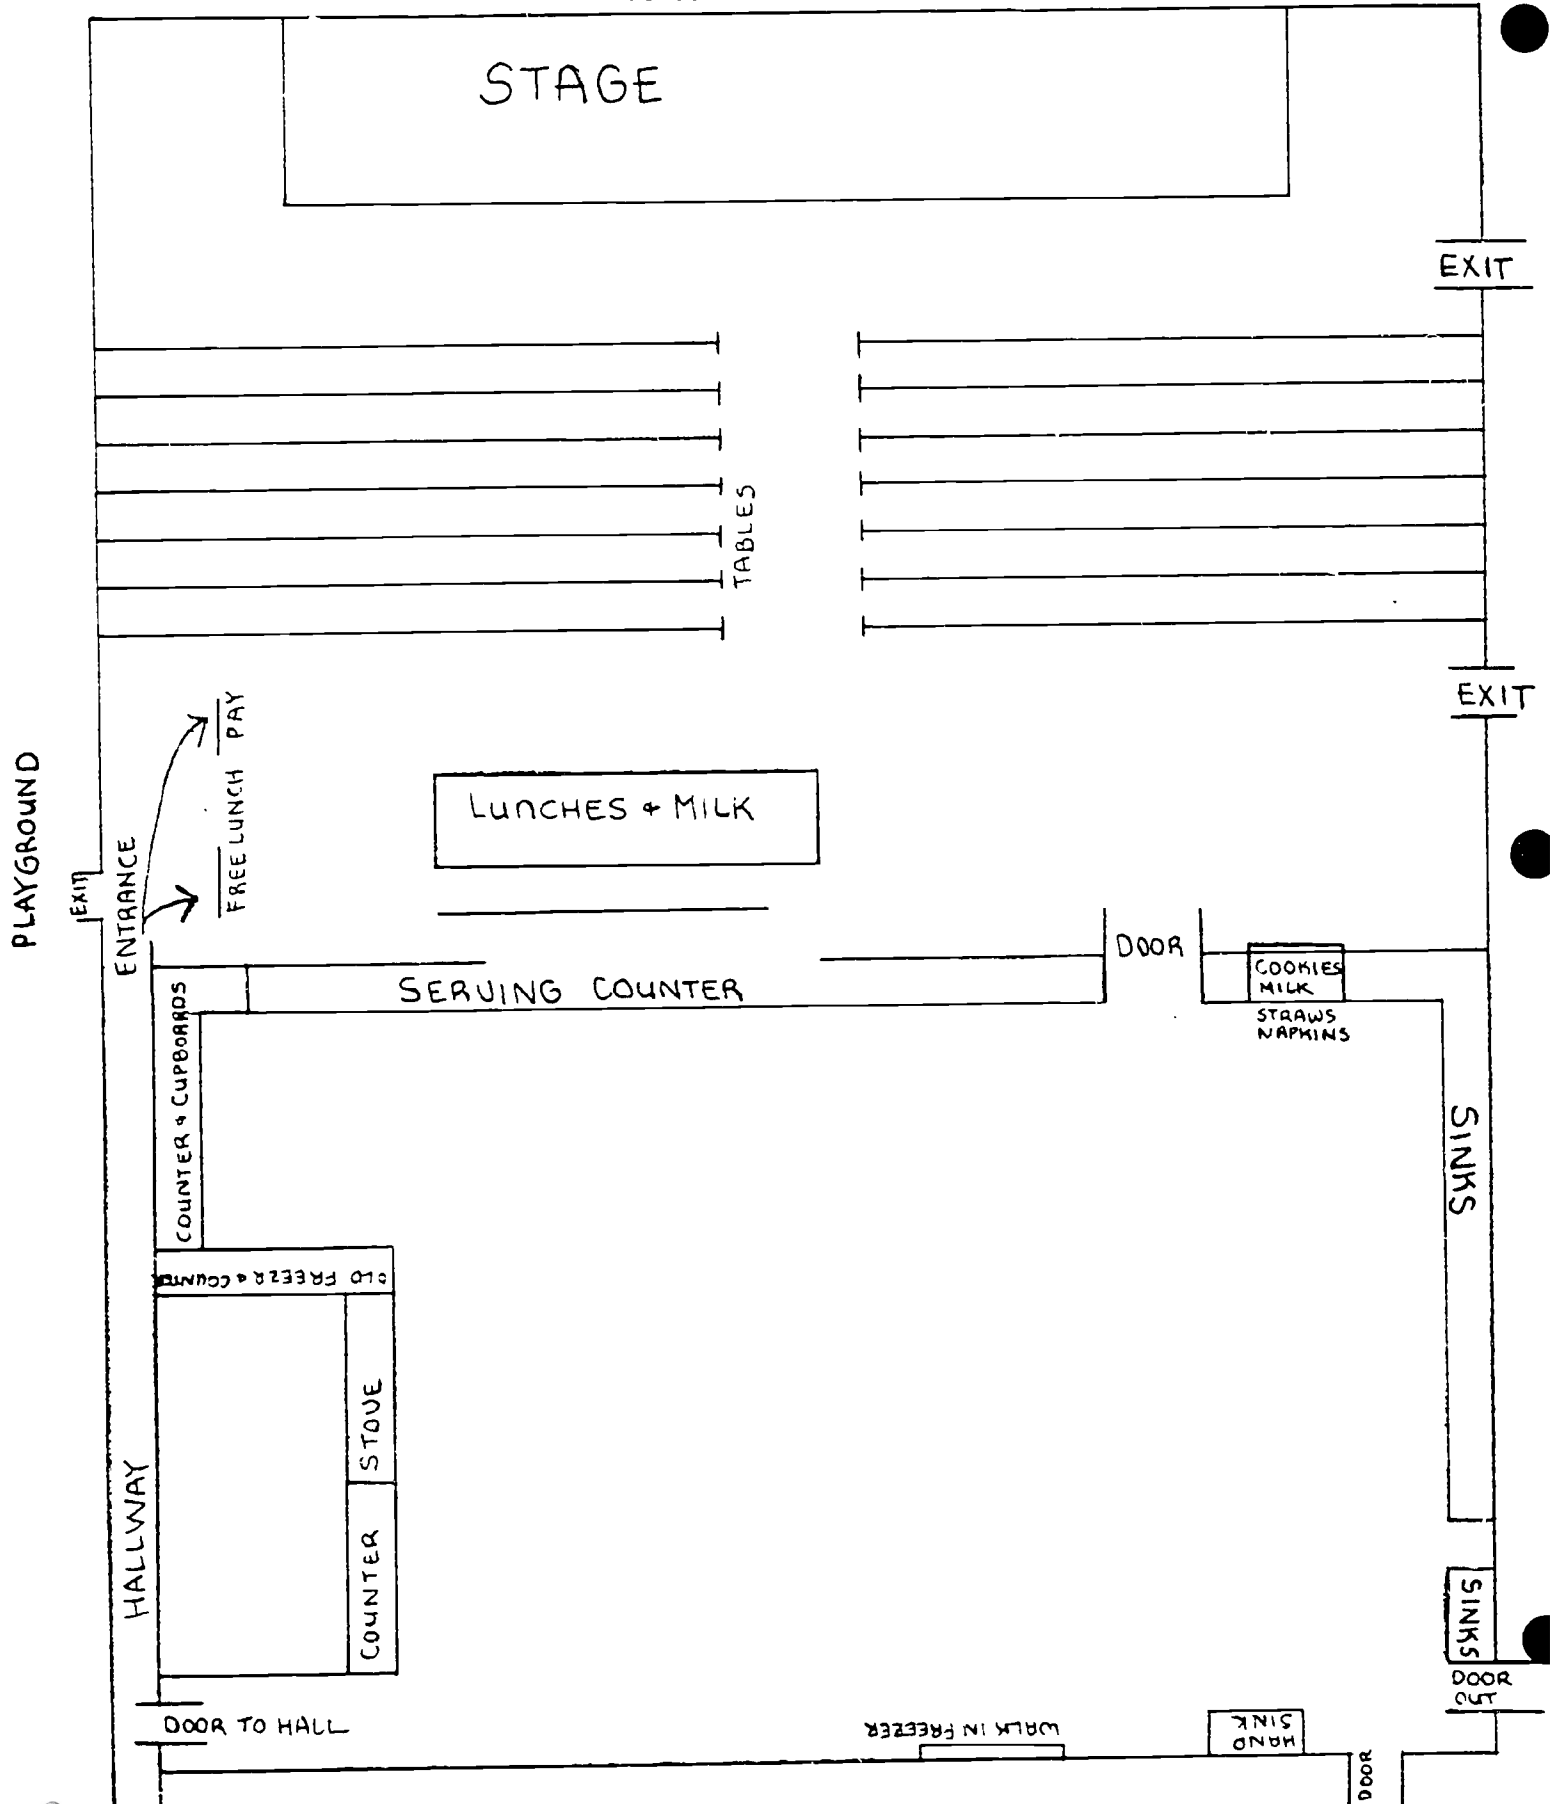 STAGE
EXIT
TABLES
EXIT
PAY
FREE LUNCH
LUNCHES & MILK
PLAYGROUND
EXIT
ENTRANCE
DOOR
SERVING COUNTER
COOKIES
MILK
STRAWS
NAPKINS
COUNTER & CUPBOARDS
SINKS
OLD FREEZR & COUNTER
STOVE
HALLWAY
COUNTER
SINKS
DOOR
OUT
DOOR TO HALL
WALK IN FREEZER
HAND
SINK
DOOR